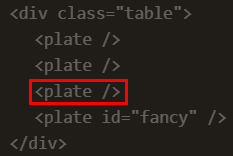 <div class="table">
<plate />
<plate />
<plate />
<plate id="fancy" />
</div>